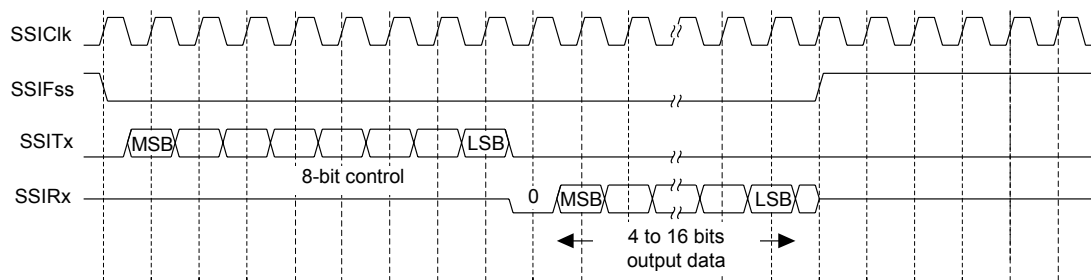 SSIClk
SSIFss
SSITx
MSB
LSB
8-bit control
SSIRx
0
MSB
LSB
4 to 16 bits
output data